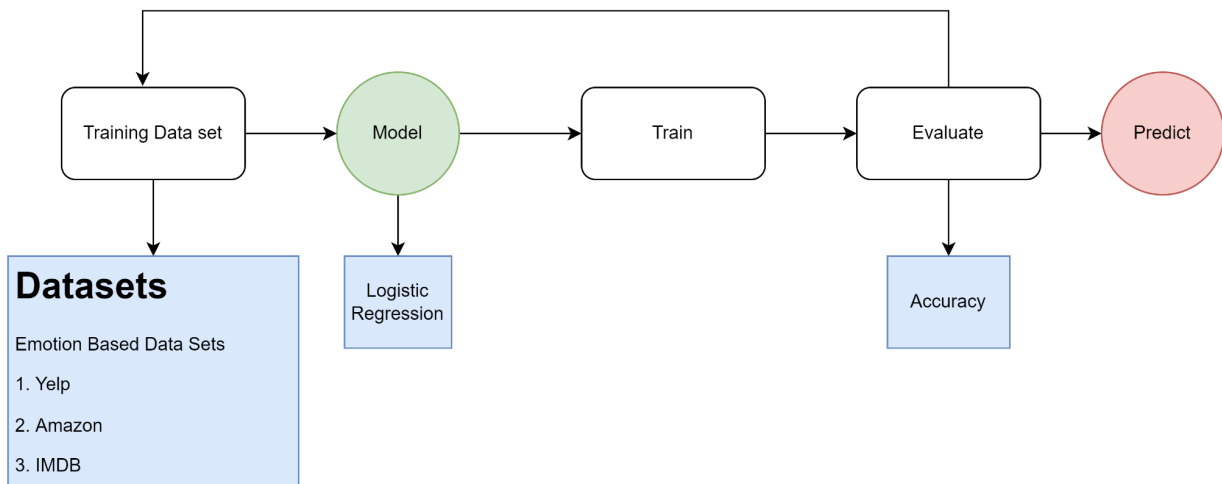 Training Data set
Model
Train
Evaluate
Predict
Datasets
Emotion Based Data Sets
1. Yelp
2. Amazon
3. IMDB
Logistic
Regression
Accuracy